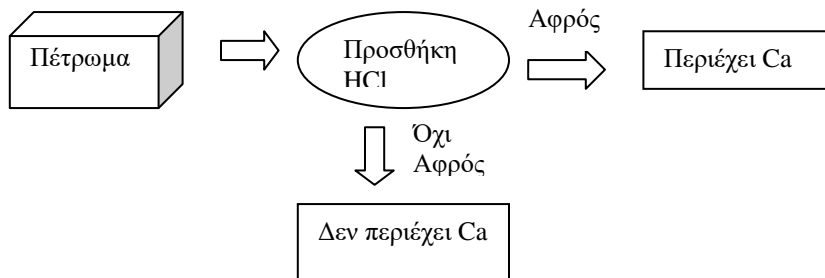 Αφρός
Πέτρωμα
Προσθήκη
HCl
Περιέχει Ca
Όχι
Αφρός
Δεν περιέχει Ca